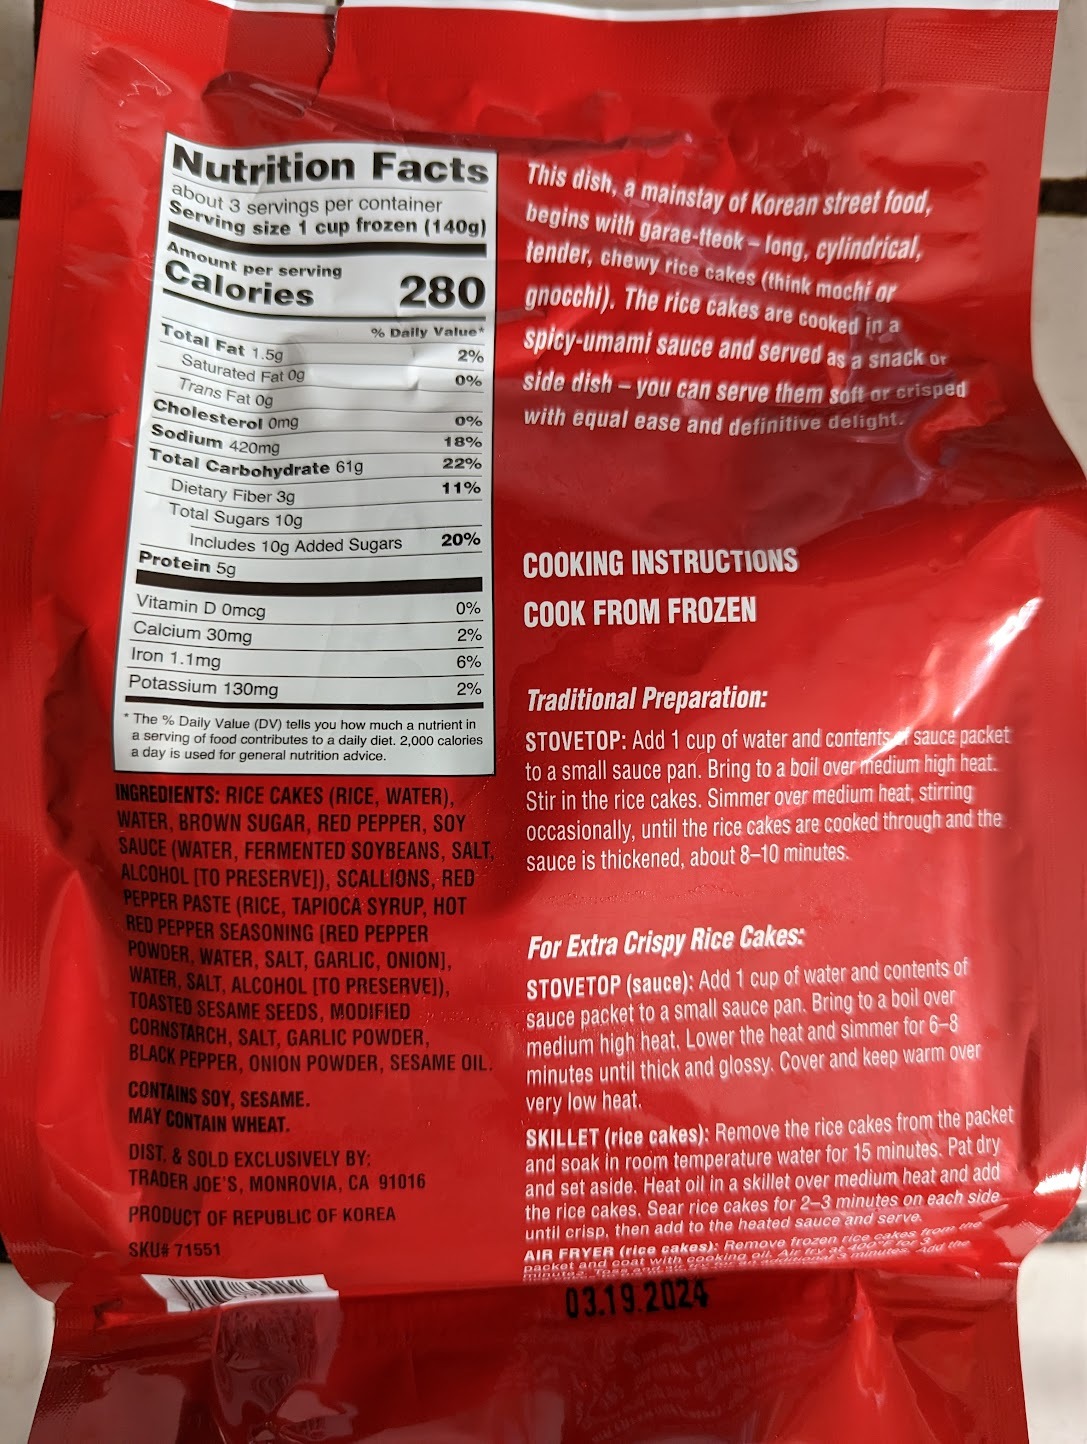 Nutrition Facts
about 3 servings per container
Serving size 1 cup frozen (140g)
Amount per serving
Calories 280
% Daily Value*
Total Fat 1.5g 2%
Saturated Fat 0g 0%
Trans Fat 0g
Cholesterol 0mg 0%
Sodium 420mg 18%
Total Carbohydrate 61g 22%
Dietary Fiber 3g 11%
Total Sugars 10g
Includes 10g Added Sugars 20%
Protein 5g
Vitamin D 0mcg 0%
Calcium 30mg 2%
Iron 1.1mg 6%
Potassium 130mg 2%
* The % Daily Value (DV) tells you how much a nutrient in
a serving of food contributes to a daily diet. 2,000 calories
a day is used for general nutrition advice.
INGREDIENTS: RICE CAKES (RICE, WATER),
WATER, BROWN SUGAR, RED PEPPER, SOY
SAUCE (WATER, FERMENTED SOYBEANS, SALT,
ALCOHOL [TO PRESERVE]), SCALLIONS, RED
PEPPER PASTE (RICE, TAPIOCA SYRUP, HOT
RED PEPPER SEASONING [RED PEPPER
POWDER, WATER, SALT, GARLIC, ONION],
WATER, SALT, ALCOHOL [TO PRESERVE]),
TOASTED SESAME SEEDS, MODIFIED
CORNSTARCH, SALT, GARLIC POWDER,
BLACK PEPPER, ONION POWDER, SESAME OIL.
CONTAINS SOY, SESAME.
MAY CONTAIN WHEAT.
DIST. & SOLD EXCLUSIVELY BY:
TRADER JOE'S, MONROVIA, CA 91016
PRODUCT OF REPUBLIC OF KOREA
SKU# 71551
This dish, a mainstay of Korean street food,
begins with garae-tteok – long, cylindrical,
tender, chewy rice cakes (think mochi or
gnocchi). The rice cakes are cooked in a
spicy-umami sauce and served as a snack or
side dish – you can serve them soft or crisped
with equal ease and definitive delight.
COOKING INSTRUCTIONS
COOK FROM FROZEN
Traditional Preparation:
STOVETOP: Add 1 cup of water and contents of sauce packet
to a small sauce pan. Bring to a boil over medium high heat.
Stir in the rice cakes. Simmer over medium heat, stirring
occasionally, until the rice cakes are cooked through and the
sauce is thickened, about 8–10 minutes.
For Extra Crispy Rice Cakes:
STOVETOP (sauce): Add 1 cup of water and contents of
sauce packet to a small sauce pan. Bring to a boil over
medium high heat. Lower the heat and simmer for 6–8
minutes until thick and glossy. Cover and keep warm over
very low heat.
SKILLET (rice cakes): Remove the rice cakes from the packet
and soak in room temperature water for 15 minutes. Pat dry
and set aside. Heat oil in a skillet over medium heat and add
the rice cakes. Sear rice cakes for 2–3 minutes on each side
until crisp, then add to the heated sauce and serve.
AIR FRYER (rice cakes): Remove frozen rice cakes from the
packet and coat with cooking oil. Air fry at 400°F for 3
minutes. Toss and minutes. Add the
03.19.2024